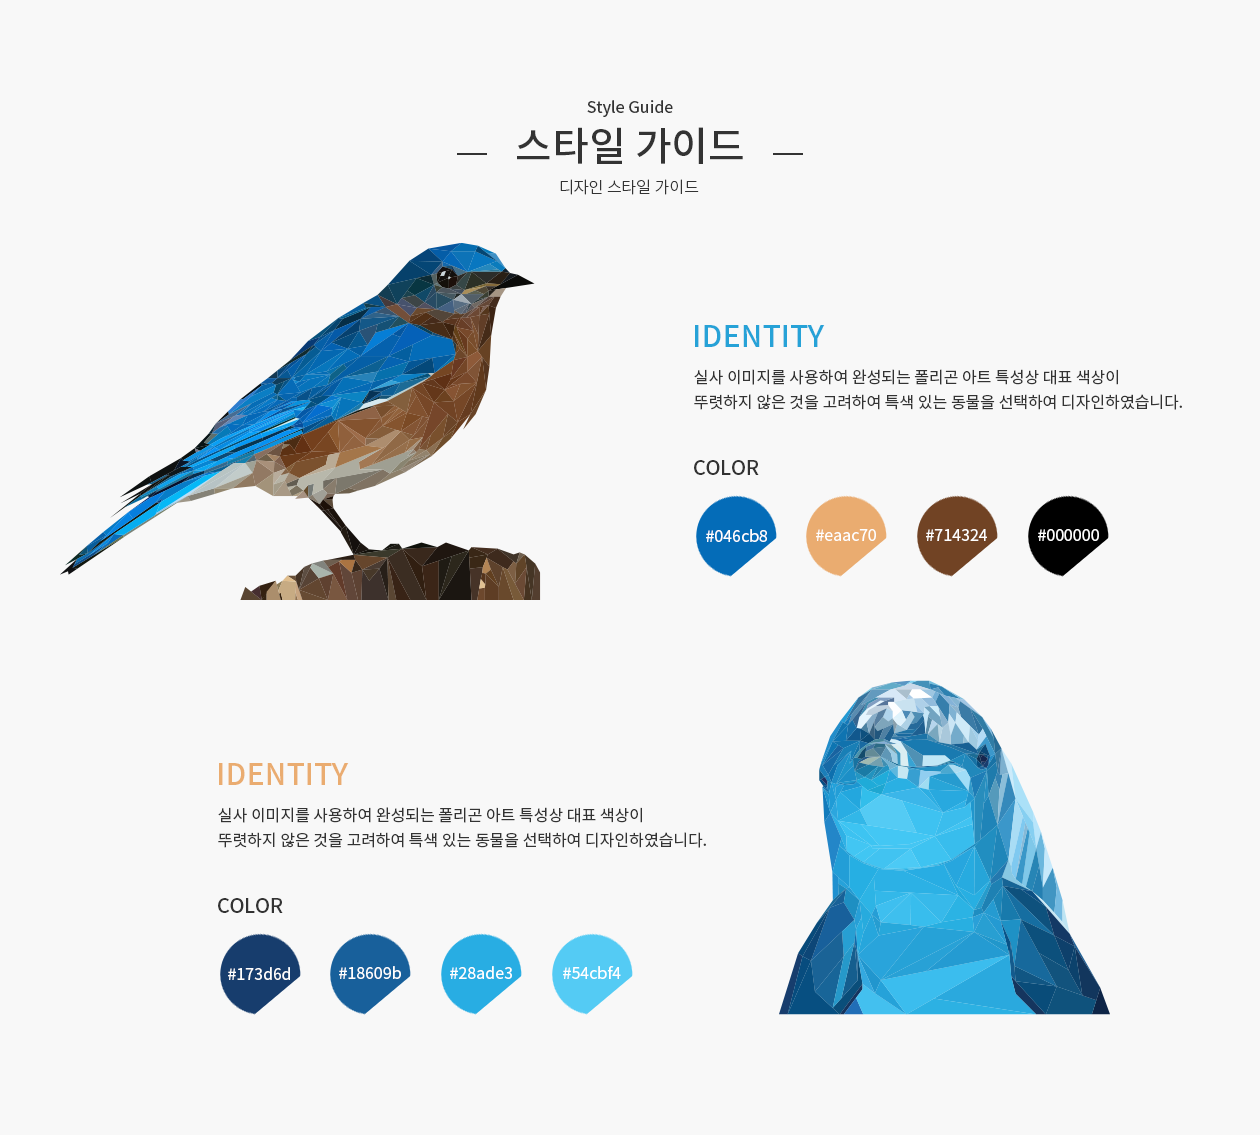 Style Guide
스타일 가이드
디자인 스타일 가이드
IDENTITY
실사 이미지를 사용하여 완성되는 폴리곤 아트 특성상 대표 색상이
뚜렷하지 않은 것을 고려하여 특색 있는 동물을 선택하여 디자인하였습니다.
COLOR
#046cb8 #eaac70 #714324 #000000
IDENTITY
실사 이미지를 사용하여 완성되는 폴리곤 아트 특성상 대표 색상이
뚜렷하지 않은 것을 고려하여 특색 있는 동물을 선택하여 디자인하였습니다.
COLOR
#173d6d #18609b #28ade3 #54cbf4